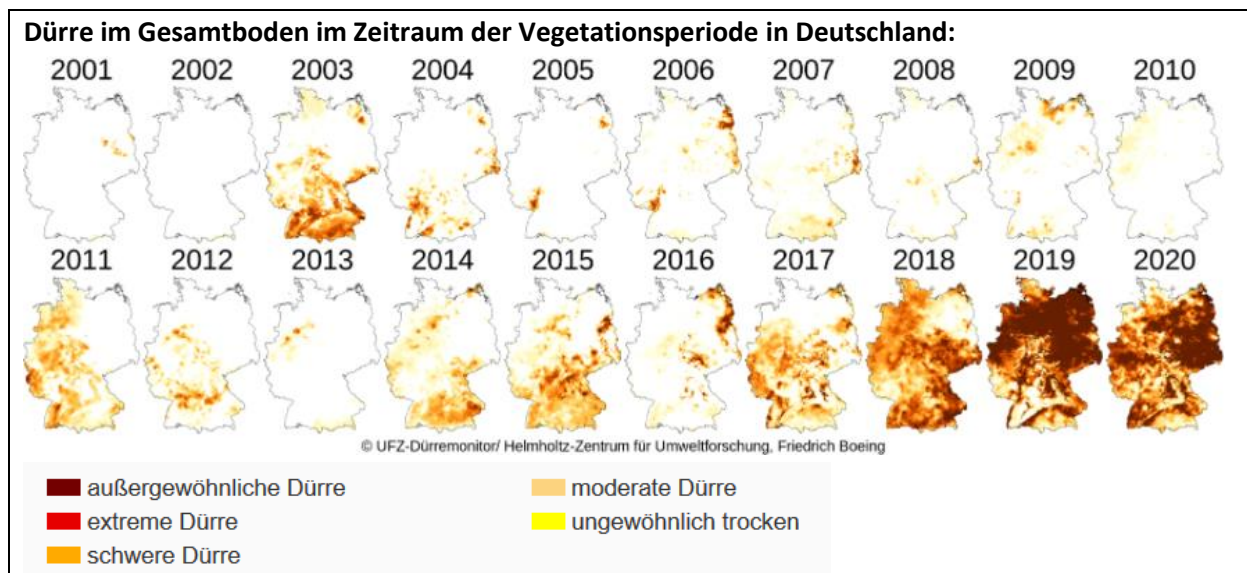 Dürre im Gesamtboden im Zeitraum der Vegetationsperiode in Deutschland:
2001 2002 2003 2004 2005 2006 2007 2008 2009 2010
2011 2012 2013 2014 2015 2016 2017 2018 2019 2020
© UFZ-Dürremonitor/ Helmholtz-Zentrum für Umweltforschung, Friedrich Boeing
außergewöhnliche Dürre
extreme Dürre
schwere Dürre
moderate Dürre
ungewöhnlich trocken